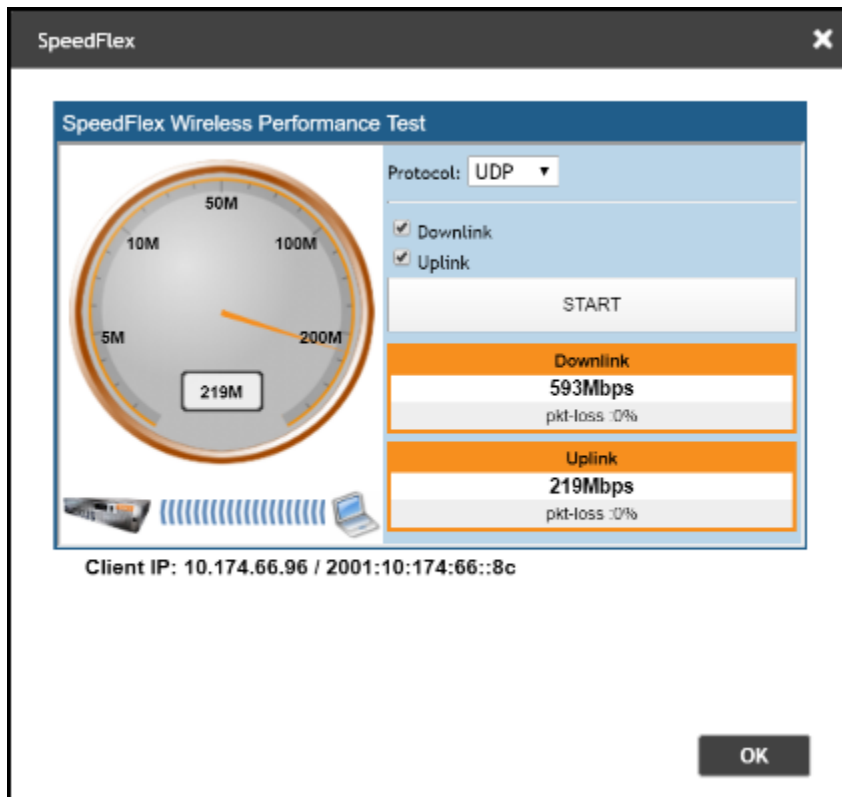 SpeedFlex
SpeedFlex Wireless Performance Test
50M
10M
100M
5M
200M
219M
Protocol: UDP
Downlink
Uplink
START
Downlink
593Mbps
pkt-loss :0%
Uplink
219Mbps
pkt-loss :0%
Client IP: 10.174.66.96 / 2001:10:174:66::8c
OK